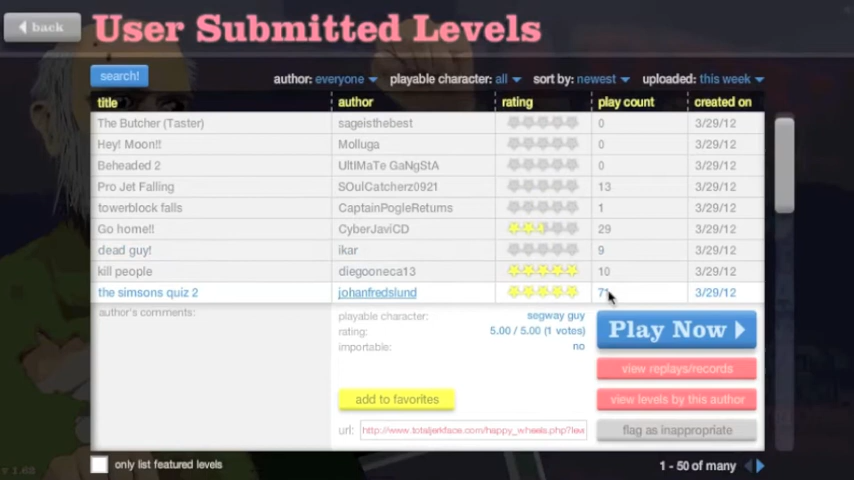 back
User Submitted Levels
search!
author: everyone playable character: all sort by: newest uploaded: this week
title author rating play count created on
The Butcher (Taster) sageisthebest 0 3/29/12
Hey! Moon!! Molluga 0 3/29/12
Beheaded 2 UltIMaTe GaNgStA 0 3/29/12
Pro Jet Falling SOulCatcherz0921 13 3/29/12
towerblock falls CaptainPogleReturns 1 3/29/12
Go home!! CyberJaviCD 29 3/29/12
dead guy! ikar 9 3/29/12
kill people diegooneca13 10 3/29/12
the simsons quiz 2 johanfredslund 3/29/12
author's comments:
playable character: segway guy
rating: 5.00 / 5.00 (1 votes)
importable: no
Play Now
view replays/records
add to favorites
view levels by this author
url: http://www.totaljerkface.com/happy_wheels.php?lev
flag as inappropriate
v 1.62
only list featured levels
1 - 50 of many